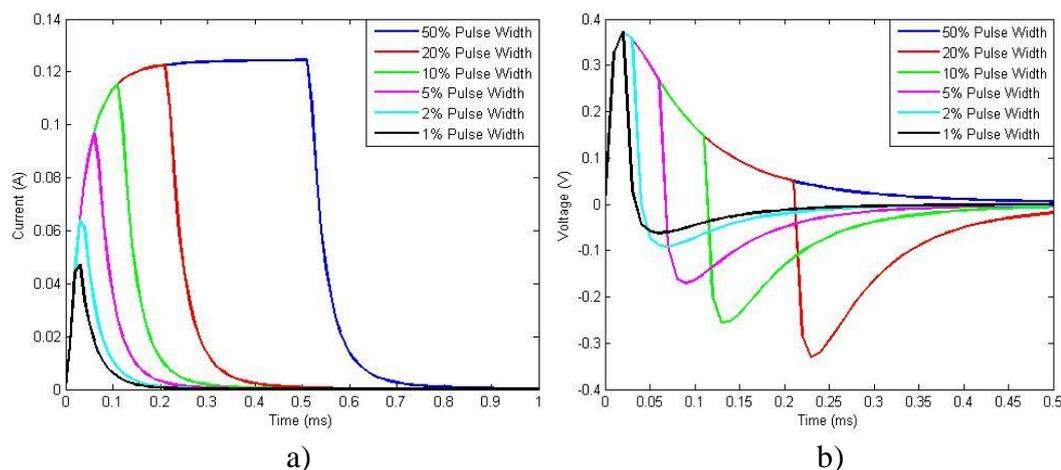 0.14
0.12
0.1
0.08
0.06
0.04
0.02
0
Current (A)
0 0.1 0.2 0.3 0.4 0.5 0.6 0.7 0.8 0.9 1
Time (ms)
50% Pulse Width
20% Pulse Width
10% Pulse Width
5% Pulse Width
2% Pulse Width
1% Pulse Width
a)
0.4
0.3
0.2
0.1
0
-0.1
-0.2
-0.3
-0.4
Voltage (V)
0 0.05 0.1 0.15 0.2 0.25 0.3 0.35 0.4 0.45 0.5
Time (ms)
50% Pulse Width
20% Pulse Width
10% Pulse Width
5% Pulse Width
2% Pulse Width
1% Pulse Width
b)